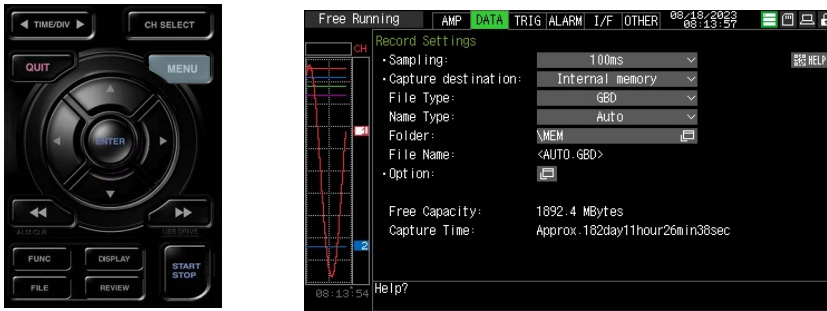 ◀ TIME/DIV ▶
CH SELECT
QUIT
MENU
ENTER
ALM CLR
USB DRIVE
FUNC
DISPLAY
START
STOP
FILE
REVIEW
Free Running
AMP DATA TRIG ALARM I/F OTHER
08/18/2023
08:13:57
CH
Record Settings
HELP
・Sampling: 100ms
・Capture destination: Internal memory
File Type: GBD
Name Type: Auto
Folder: \MEM
File Name: <AUTO.GBD>
・Option:
Free Capacity: 1892.4 MBytes
Capture Time: Approx.182day11hour26min38sec
1
2
08:13:54
Help?